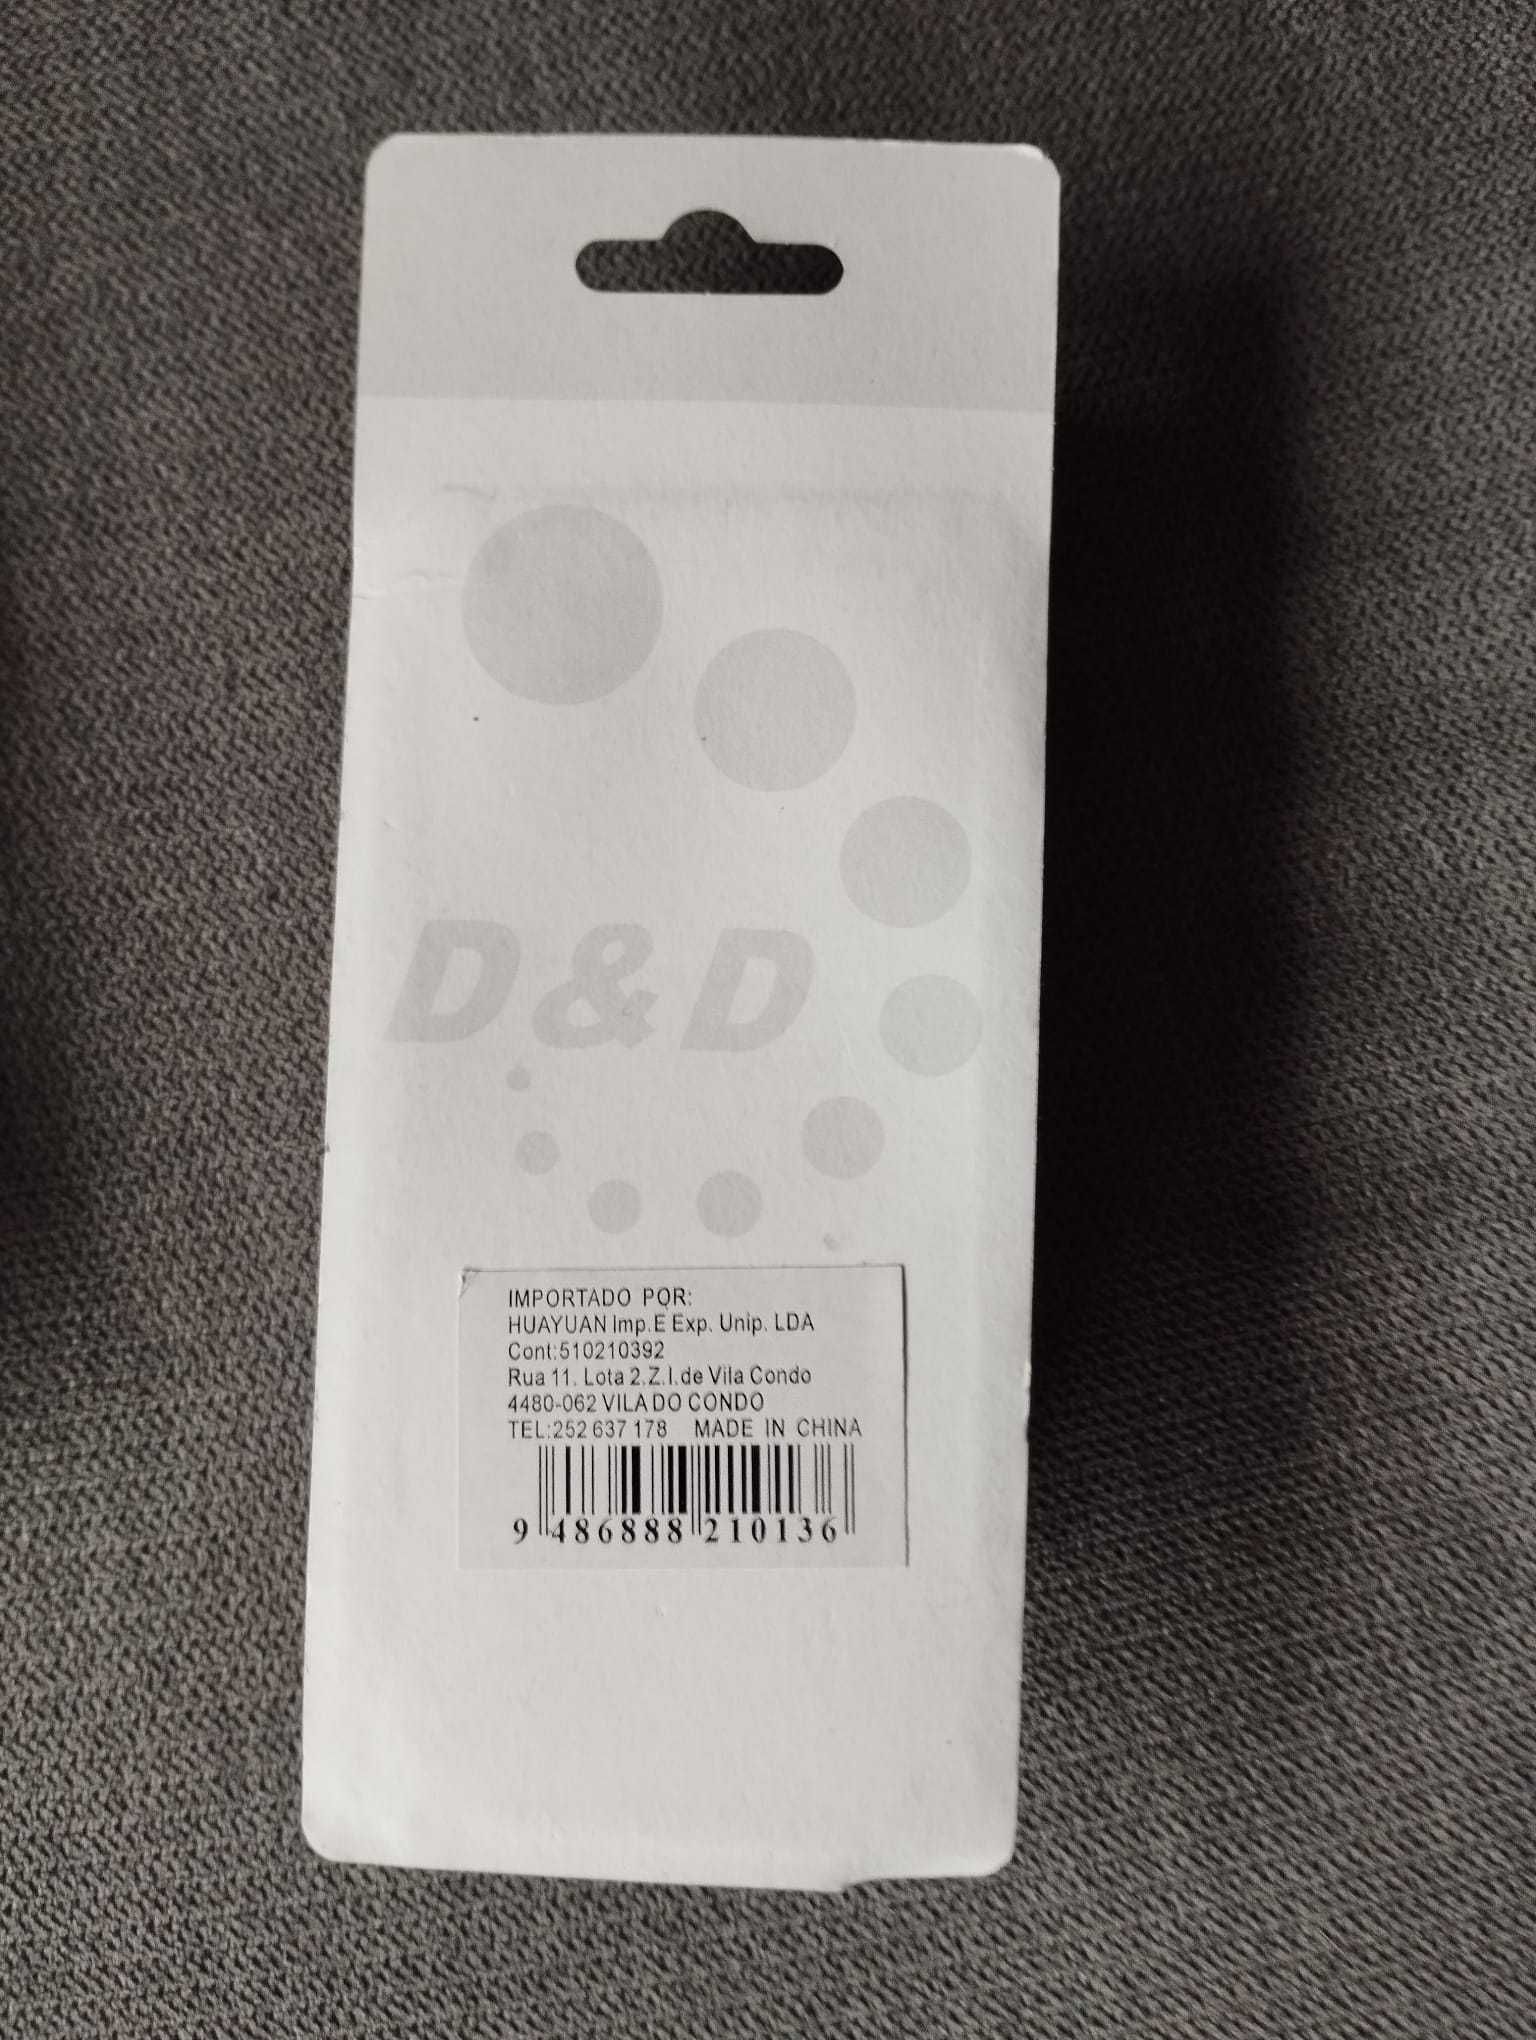 D&D
IMPORTADO POR:
HUAYUAN Imp.E Exp. Unip. LDA
Cont:510210392
Rua 11. Lota 2.Z.I.de Vila Condo
4480-062 VILA DO CONDO
TEL:252 637 178 MADE IN CHINA
9 486888 210136